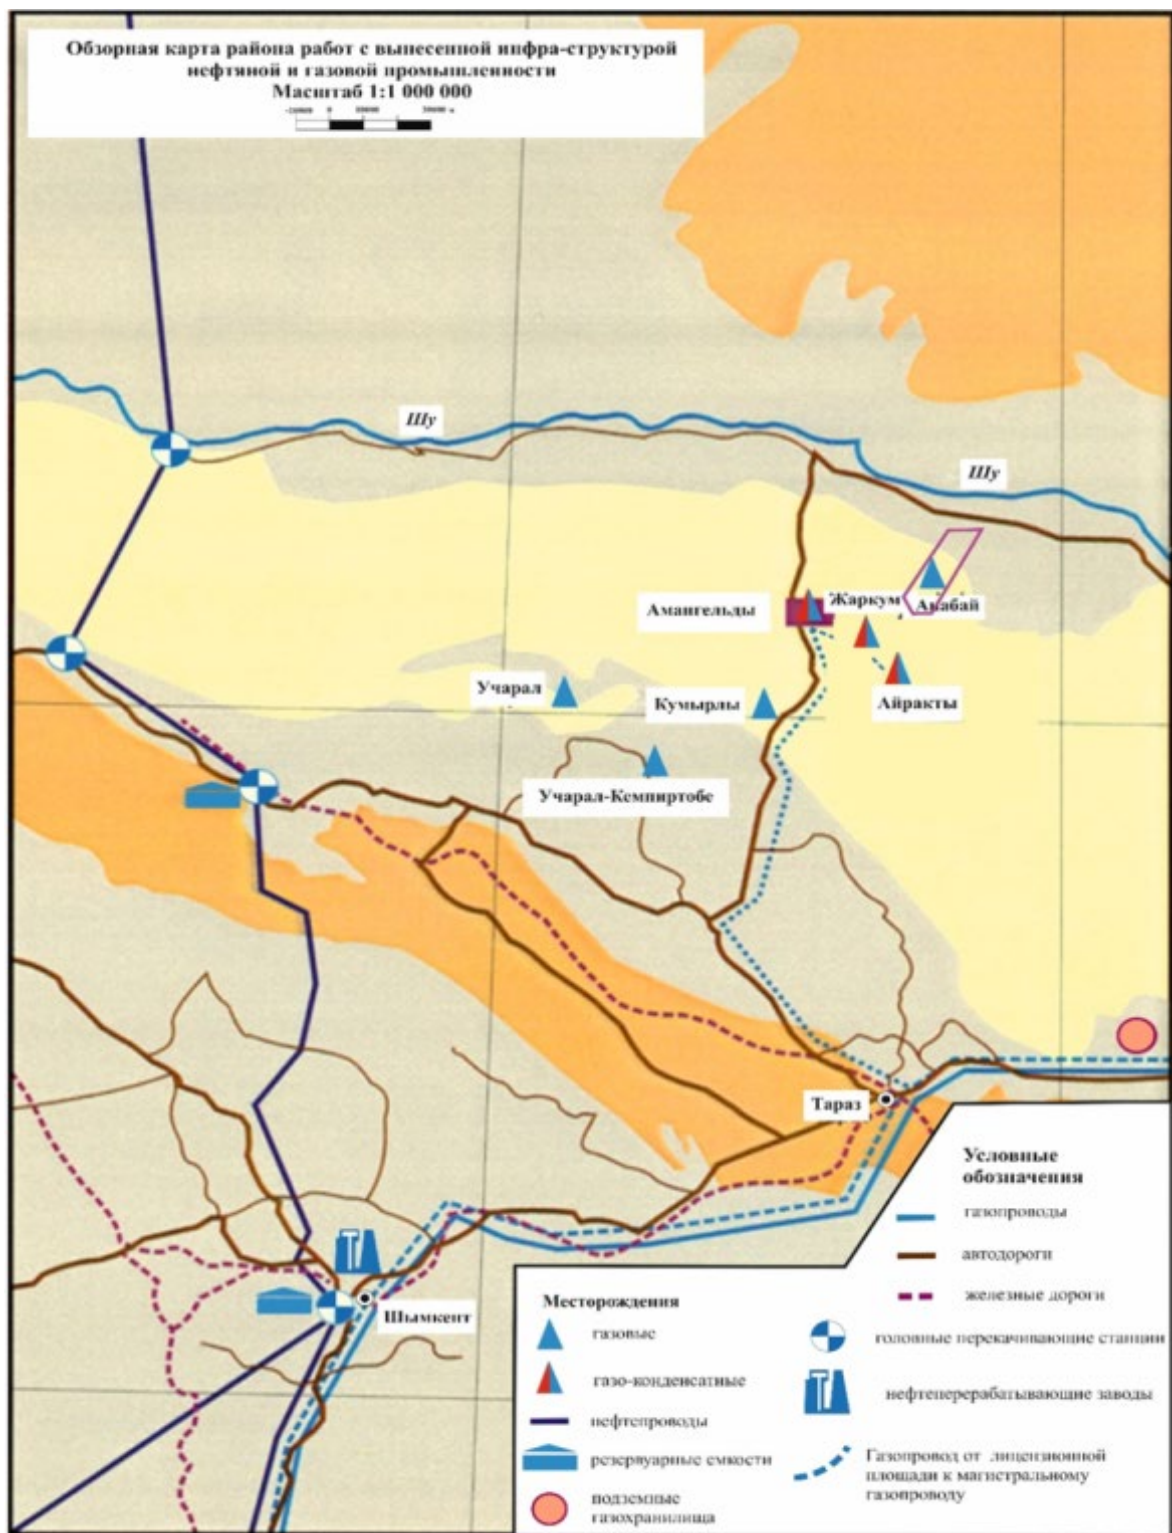 Обзорная карта района работ с вынесенной инфра-структурой
нефтяной и газовой промышленности
Масштаб 1:1 000 000
Шу
Шу
Амангельды
Жаркум
Анабай
Учарал
Кумырлы
Айракты
Учарал-Кемпиртобе
Тараз
Шымкент
Условные
обозначения
газопроводы
автодороги
железные дороги
головные перекачивающие станции
нефтеперерабатывающие заводы
Газопровод от лицензионной
площади к магистральному
газопроводу
Месторождения
газовые
газо-конденсатные
нефтепроводы
резервуарные емкости
подземные
газохранилища